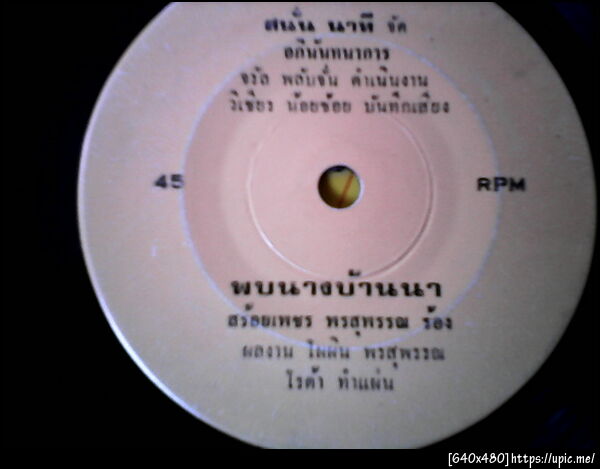 สนั่น นาที จัด
อภินันทนาการ
จรัล พลับจั่น ดำเนินงาน
วิเชียร น้อยช้อย บันทึกเสียง
45 RPM
พบนางบ้านนา
สร้อยเพชร พรสุพรรณ ร้อง
ผลงาน ไผผิน พรสุพรรณ
โรต้า ทำแผ่น
[640x480]https://upic.me/